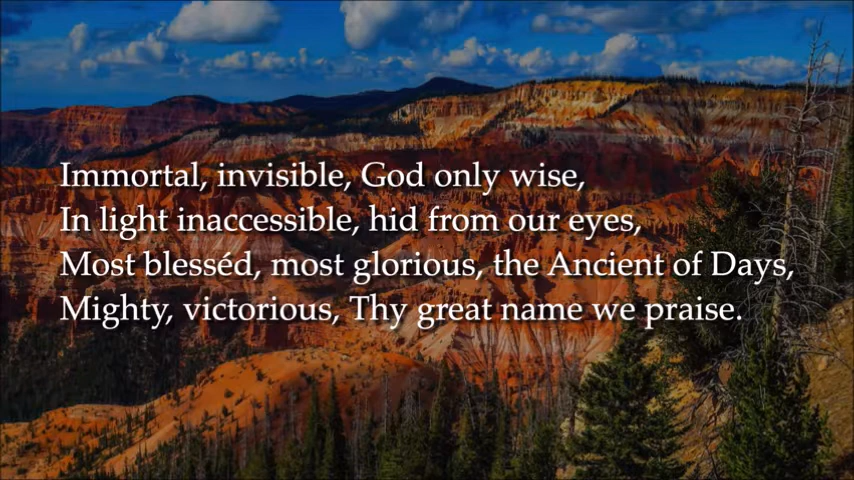 Immortal, invisible, God only wise,
In light inaccessible, hid from our eyes,
Most blesséd, most glorious, the Ancient of Days,
Mighty, victorious, Thy great name we praise.